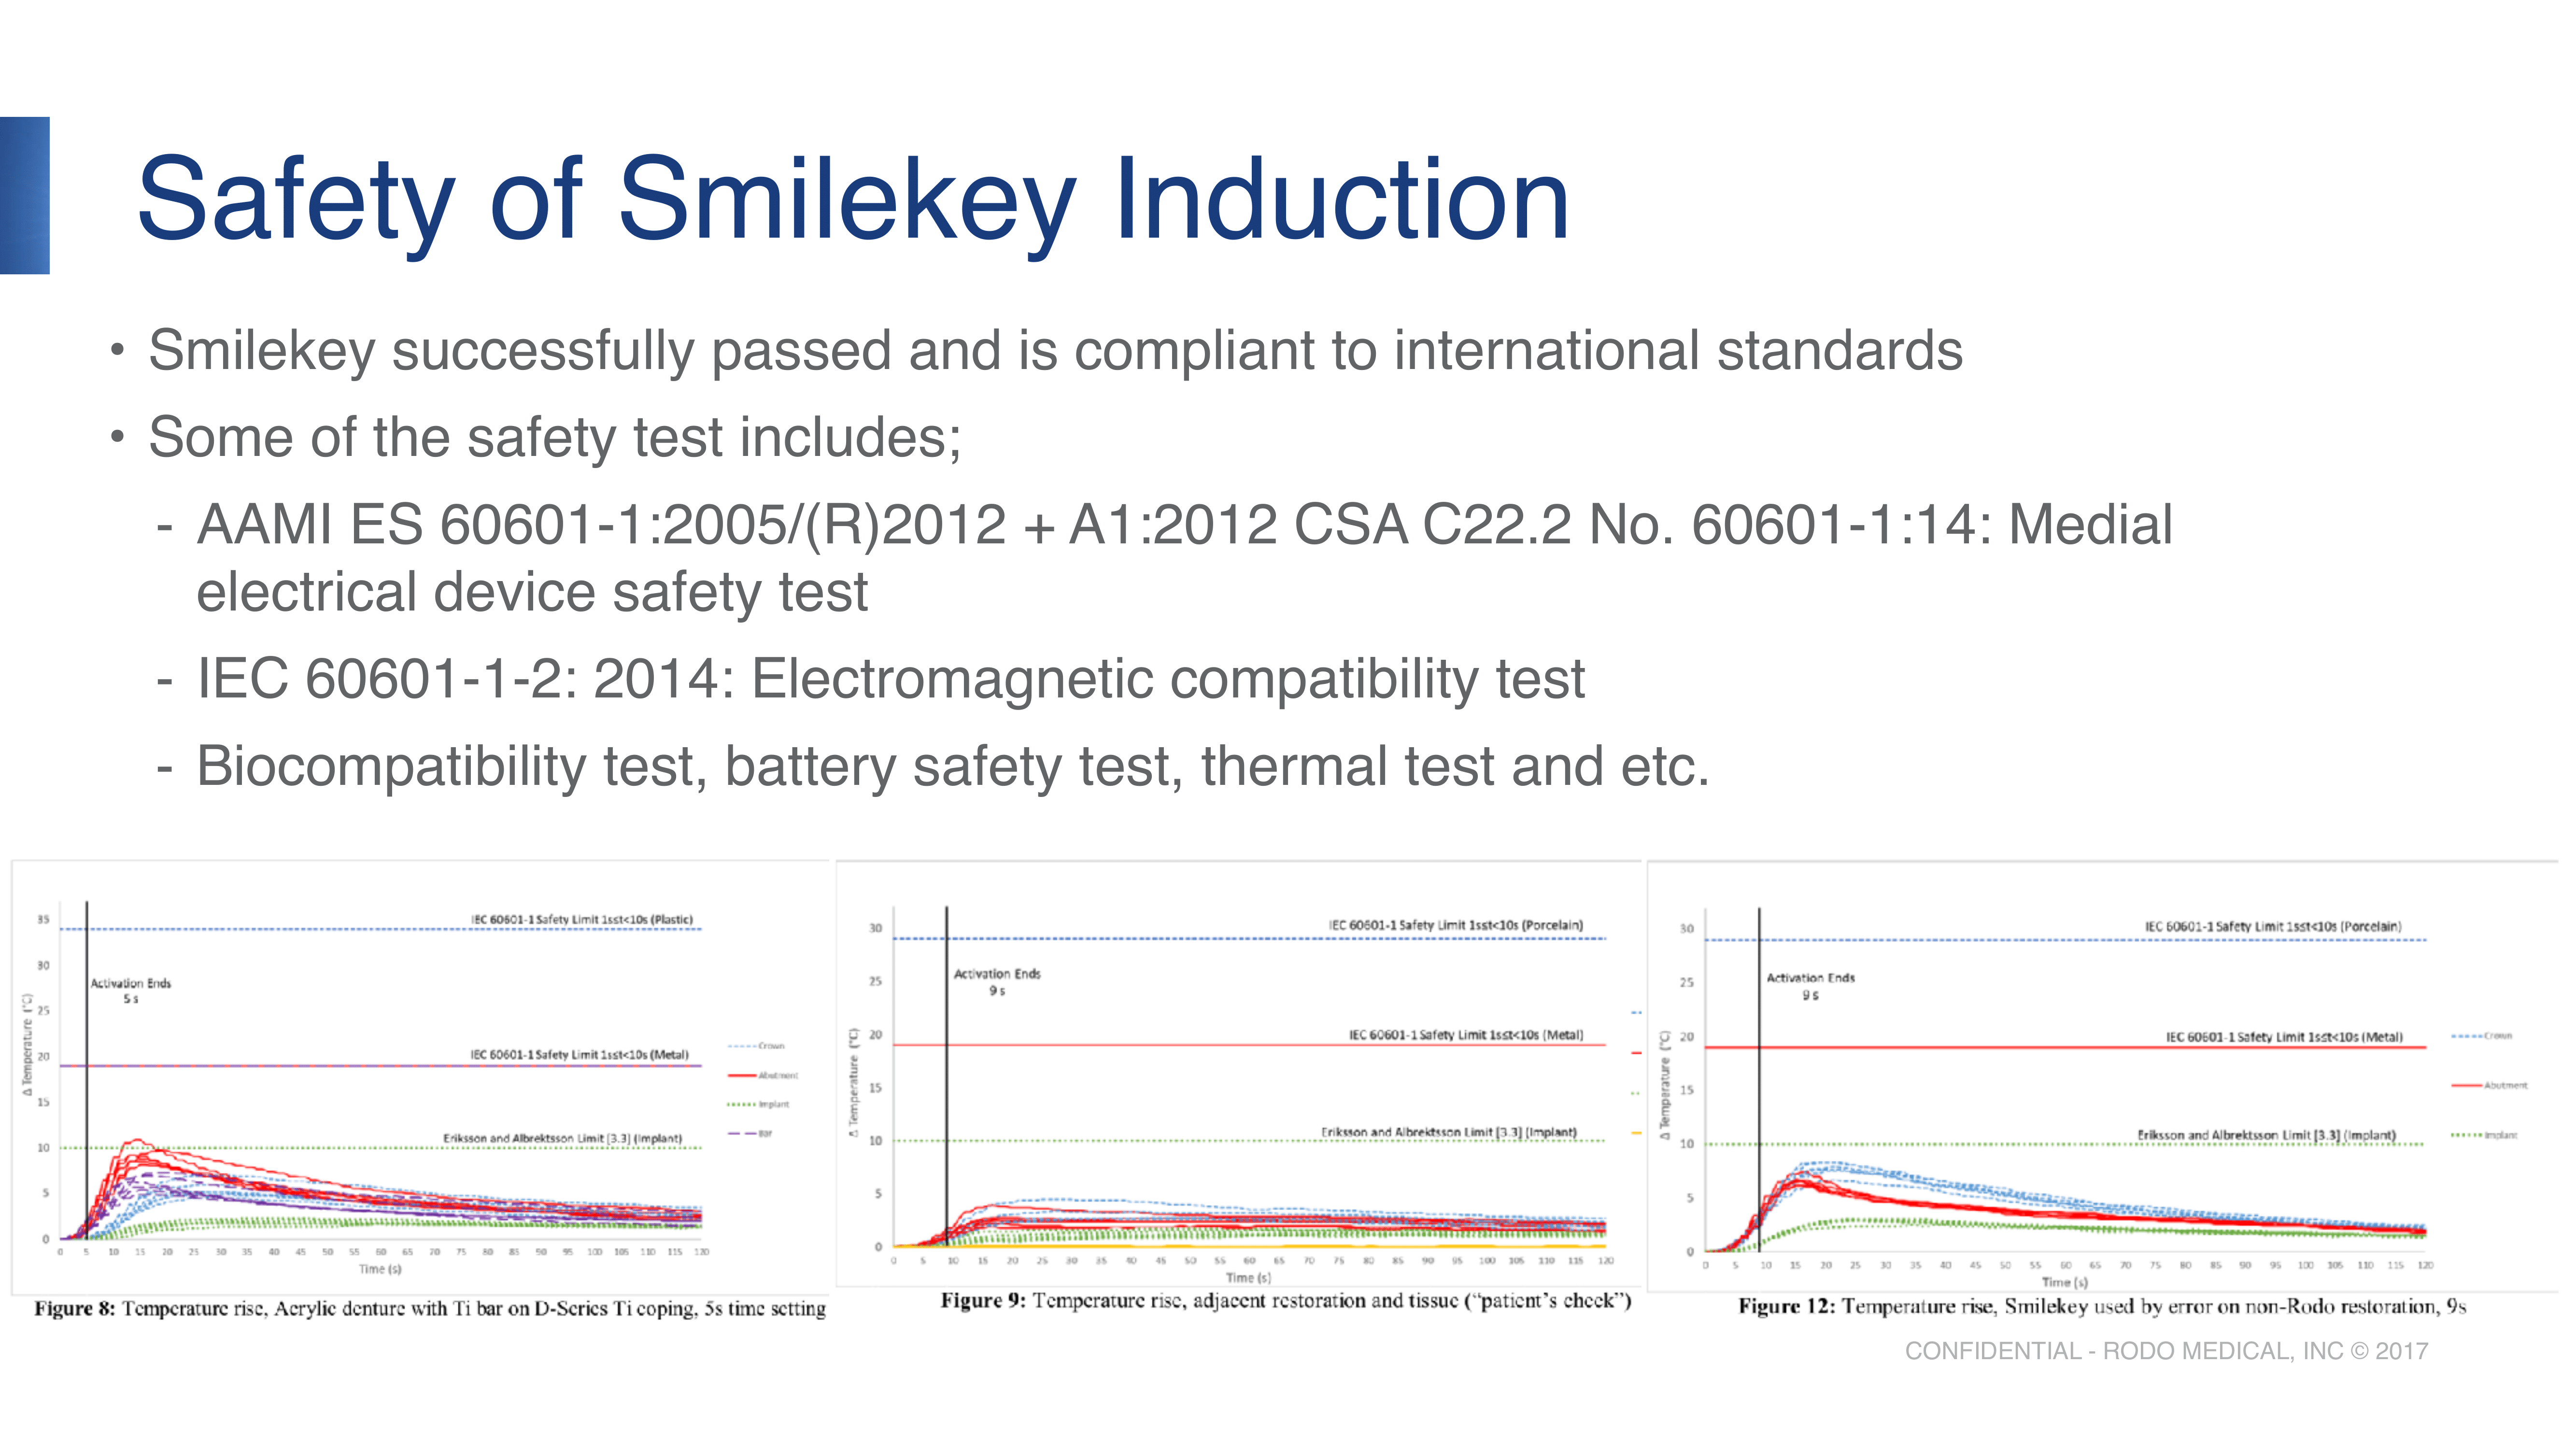 Safety of Smilekey Induction
• Smilekey successfully passed and is compliant to international standards
• Some of the safety test includes;
- AAMI ES 60601-1:2005/(R)2012 + A1:2012 CSA C22.2 No. 60601-1:14: Medial
electrical device safety test
- IEC 60601-1-2: 2014: Electromagnetic compatibility test
- Biocompatibility test, battery safety test, thermal test and etc.
Δ Temperature (°C)
35
30
25
20
15
10
5
0
IEC 60601-1 Safety Limit 1s≤t<10s (Plastic)
Activation Ends
5 s
IEC 60601-1 Safety Limit 1s≤t<10s (Metal)
Eriksson and Albrektsson Limit [3.3] (Implant)
Crown
Abutment
Implant
Bar
0 5 10 15 20 25 30 35 40 45 50 55 60 65 70 75 80 85 90 95 100 105 110 115 120
Time (s)
Figure 8: Temperature rise, Acrylic denture with Ti bar on D-Series Ti coping, 5s time setting
Δ Temperature (°C)
30
25
20
15
10
5
0
IEC 60601-1 Safety Limit 1s≤t<10s (Porcelain)
Activation Ends
9 s
IEC 60601-1 Safety Limit 1s≤t<10s (Metal)
Eriksson and Albrektsson Limit [3.3] (Implant)
0 5 10 15 20 25 30 35 40 45 50 55 60 65 70 75 80 85 90 95 100 105 110 115 120
Time (s)
Figure 9: Temperature rise, adjacent restoration and tissue (“patient’s cheek”)
Δ Temperature (°C)
30
25
20
15
10
5
0
IEC 60601-1 Safety Limit 1s≤t<10s (Porcelain)
Activation Ends
9 s
IEC 60601-1 Safety Limit 1s≤t<10s (Metal)
Eriksson and Albrektsson Limit [3.3] (Implant)
Crown
Abutment
Implant
0 5 10 15 20 25 30 35 40 45 50 55 60 65 70 75 80 85 90 95 100 105 110 115 120
Time (s)
Figure 12: Temperature rise, Smilekey used by error on non-Rodo restoration, 9s
CONFIDENTIAL - RODO MEDICAL, INC © 2017